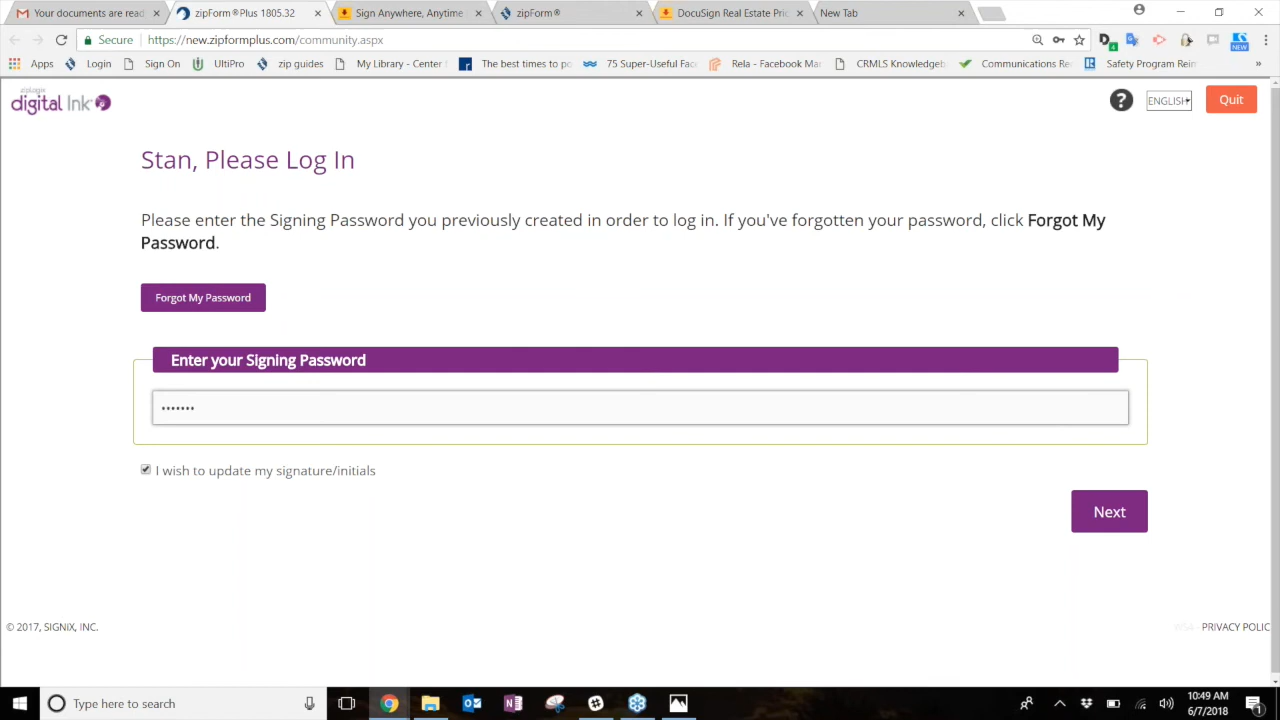 Your documents are read
zipForm®Plus 1805.32
Sign Anywhere, Anytime
zipForm®
DocuSign Real Estate Pric
New Tab
Secure
https://new.zipformplus.com/community.aspx
4
NEW
Apps
Login
Sign On
UltiPro
zip guides
My Library - Center
The best times to po
75 Super-Useful Fac
Rela - Facebook Mar
CRMLS Knowledgeb
Communications Re
Safety Program Reim
»
zipLogix
digital Ink®
?
ENGLISH
Quit
Stan, Please Log In
Please enter the Signing Password you previously created in order to log in. If you've forgotten your password, click Forgot My
Password.
Forgot My Password
Enter your Signing Password
•••••••
I wish to update my signature/initials
Next
© 2017, SIGNiX, INC.
PRIVACY POLIC
Type here to search
10:49 AM
6/7/2018
1